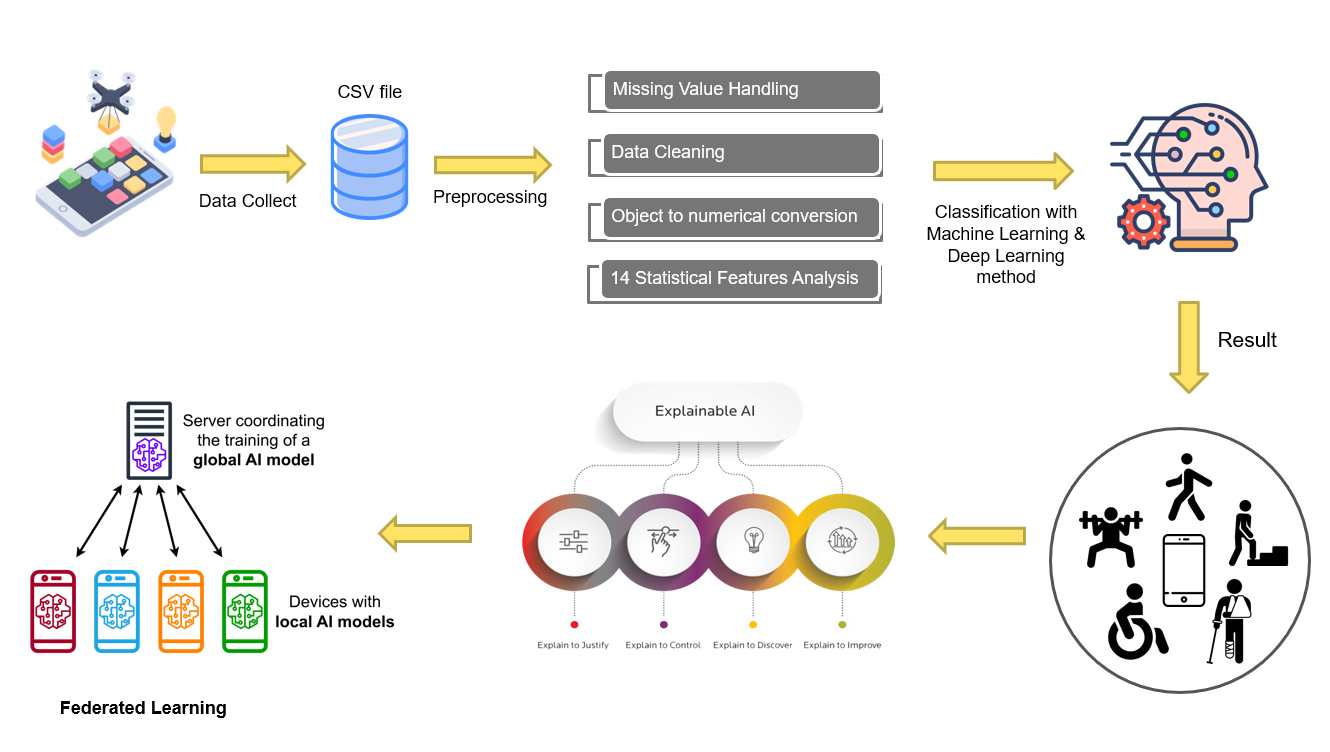 CSV file
Data Collect
Preprocessing
Missing Value Handling
Data Cleaning
Object to numerical conversion
14 Statistical Features Analysis
Classification with
Machine Learning &
Deep Learning
method
Result
Explainable AI
Explain to Justify
Explain to Control
Explain to Discover
Explain to Improve
Server coordinating
the training of a
global AI model
Devices with
local AI models
Federated Learning